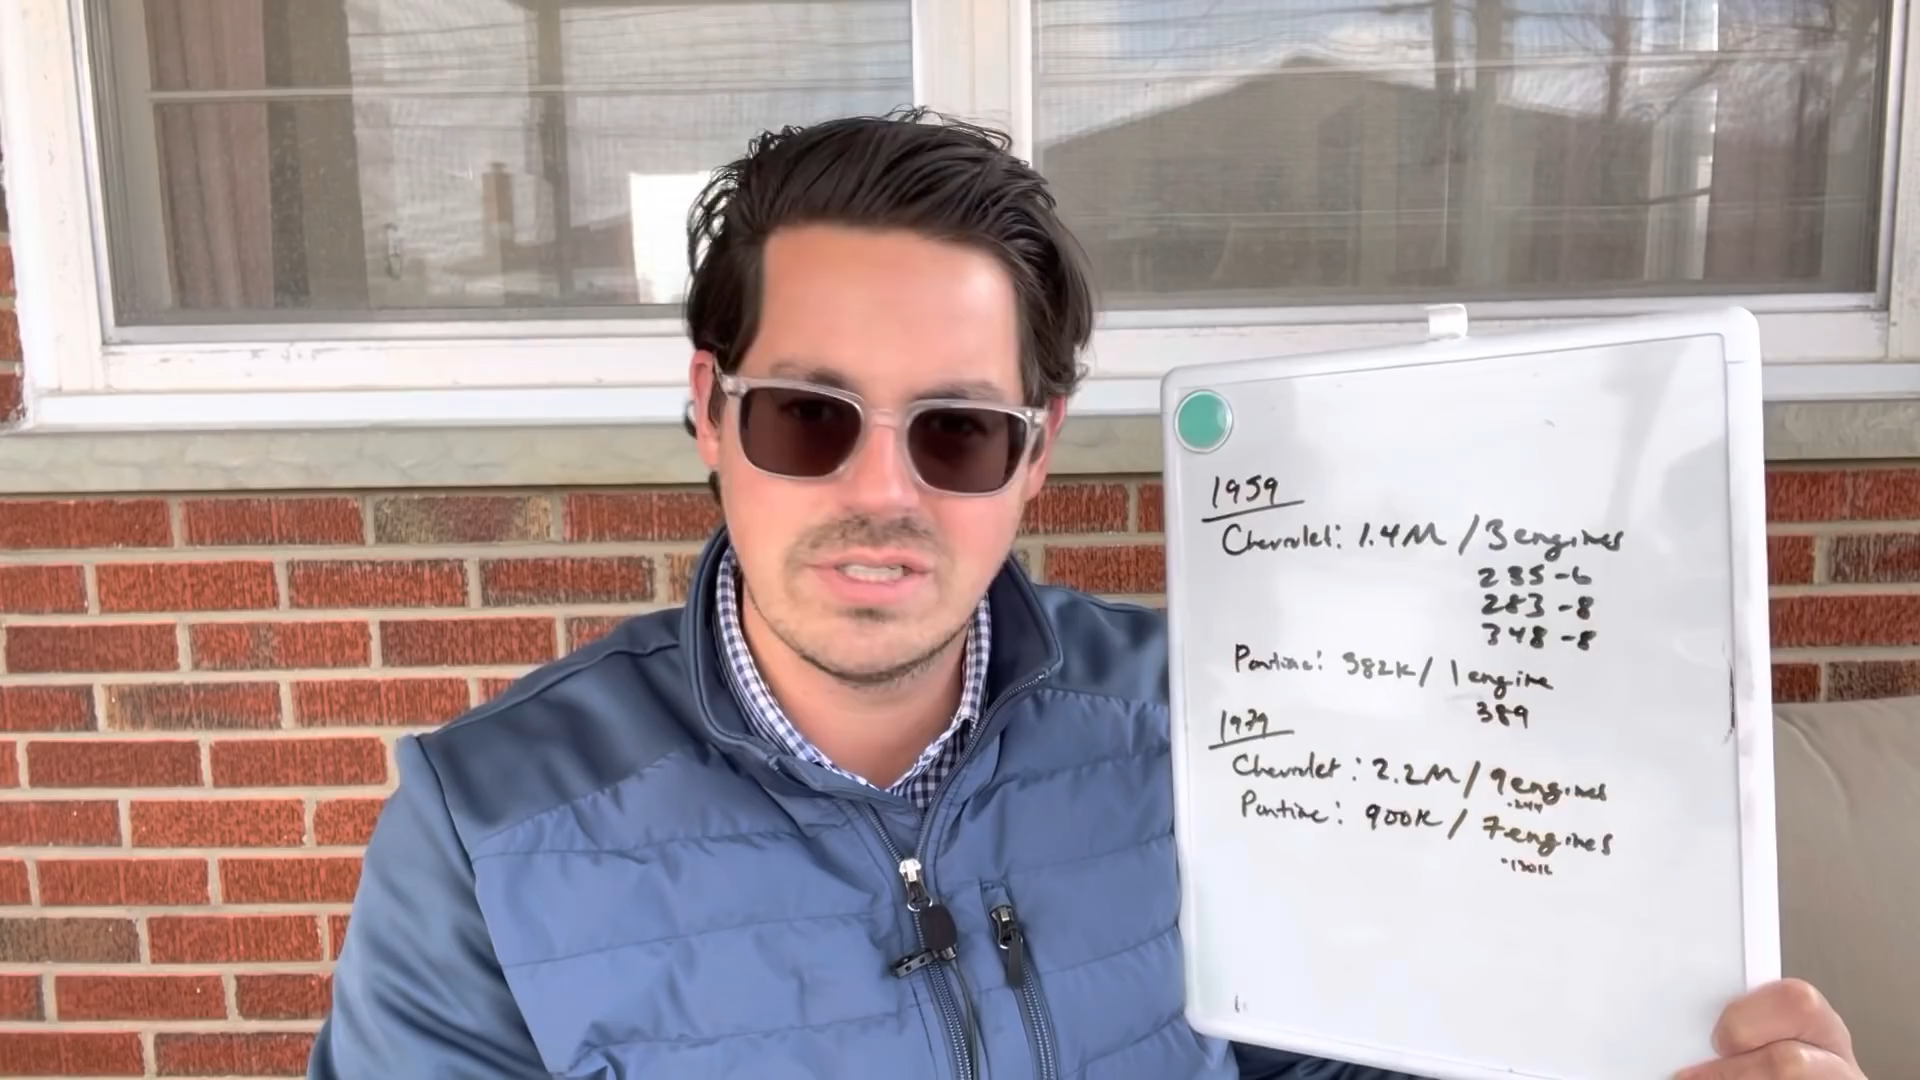 1959
Chevrolet: 1.4M / 3 engines
235-6
283-8
348-8
Pontiac: 382K / 1 engine
389
1979
Chevrolet: 2.2M / 9 engines
.244
Pontiac: 900K / 7 engines